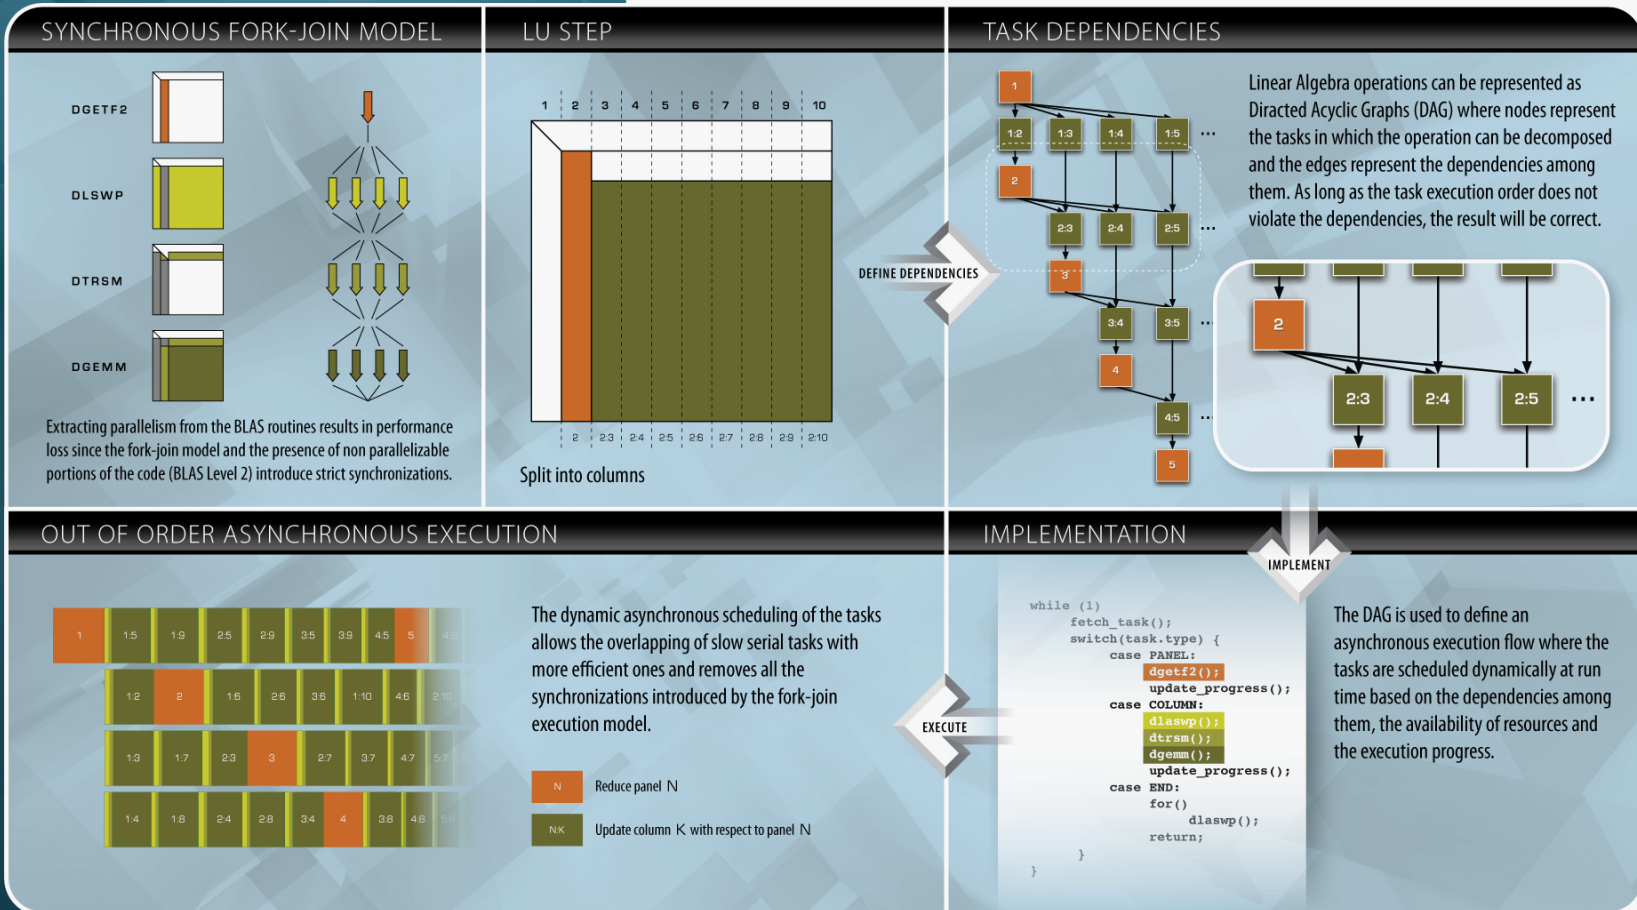 SYNCHRONOUS FORK-JOIN MODEL
DGETF2
DLSWP
DTRSM
DGEMM
Extracting parallelism from the BLAS routines results in performance
loss since the fork-join model and the presence of non parallelizable
portions of the code (BLAS Level 2) introduce strict synchronizations.
LU STEP
1 2 3 4 5 6 7 8 9 10
2 2:3 2:4 2:5 2:6 2:7 2:8 2:9 2:10
Split into columns
DEFINE DEPENDENCIES
TASK DEPENDENCIES
1
1:2 1:3 1:4 1:5 ...
2
2:3 2:4 2:5 ...
3
3:4 3:5 ...
4
4:5 ...
5
Linear Algebra operations can be represented as
Diracted Acyclic Graphs (DAG) where nodes represent
the tasks in which the operation can be decomposed
and the edges represent the dependencies among
them. As long as the task execution order does not
violate the dependencies, the result will be correct.
2
2:3 2:4 2:5 ...
OUT OF ORDER ASYNCHRONOUS EXECUTION
1 1:5 1:9 2:5 2:9 3:5 3:9 4:5 5
1:2 2 1:6 2:6 3:6 1:10 4:6 2:10
1:3 1:7 2:3 3 2:7 3:7 4:7 5:7
1:4 1:8 2:4 2:8 3:4 4 3:8 4:8
The dynamic asynchronous scheduling of the tasks
allows the overlapping of slow serial tasks with
more efficient ones and removes all the
synchronizations introduced by the fork-join
execution model.
N Reduce panel N
N:K Update column K with respect to panel N
EXECUTE
IMPLEMENTATION
IMPLEMENT
while (1)
fetch_task();
switch(task.type) {
case PANEL:
dgetf2();
update_progress();
case COLUMN:
dlaswp();
dtrsm();
dgemm();
update_progress();
case END:
for()
dlaswp();
return;
}
}
The DAG is used to define an
asynchronous execution flow where the
tasks are scheduled dynamically at run
time based on the dependencies among
them, the availability of resources and
the execution progress.